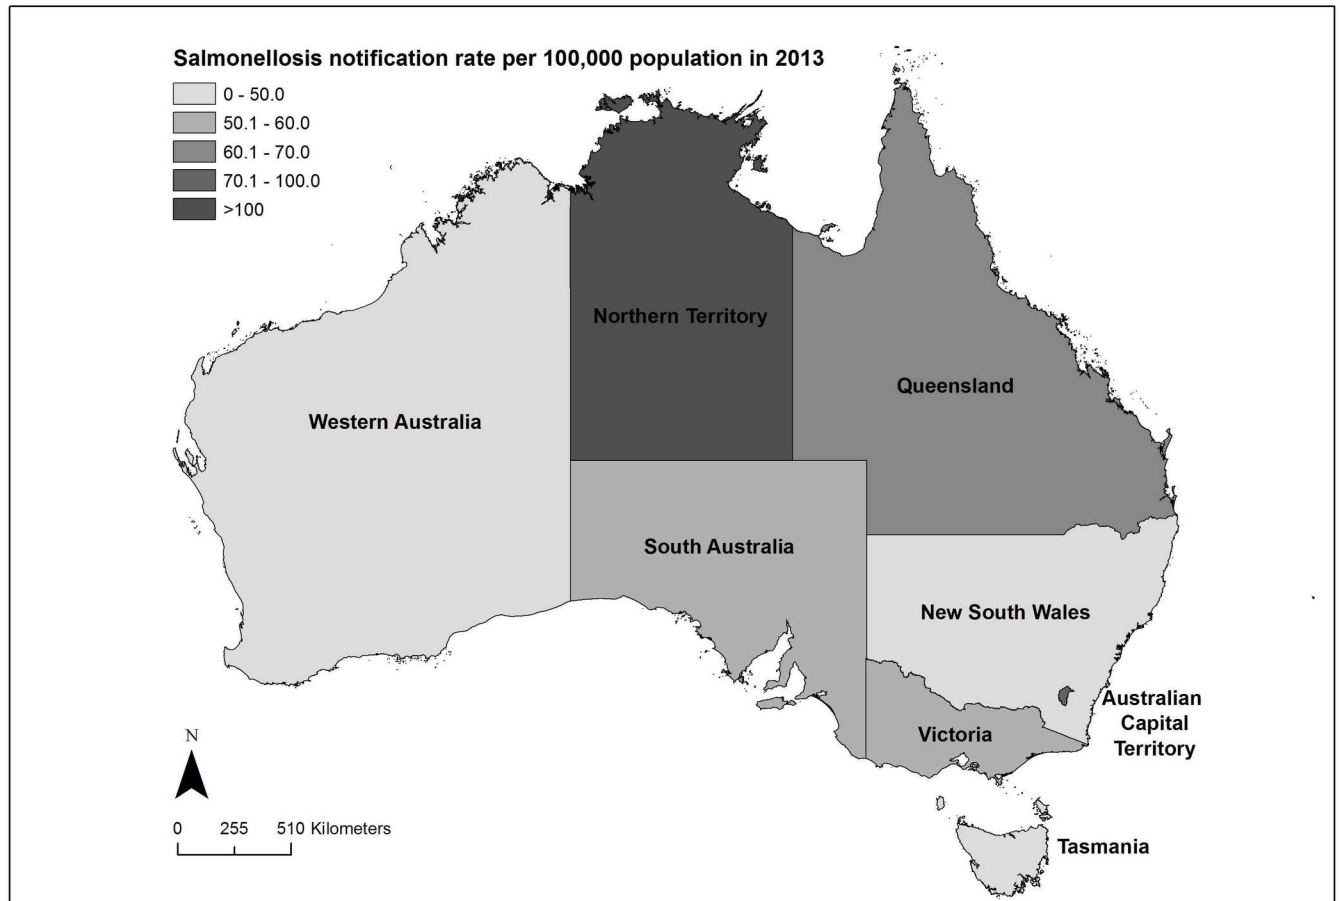 Salmonellosis notification rate per 100,000 population in 2013
0 - 50.0
50.1 - 60.0
60.1 - 70.0
70.1 - 100.0
>100
Northern Territory
Queensland
Western Australia
South Australia
New South Wales
Australian
Capital
Territory
Victoria
Tasmania
N
0 255 510 Kilometers